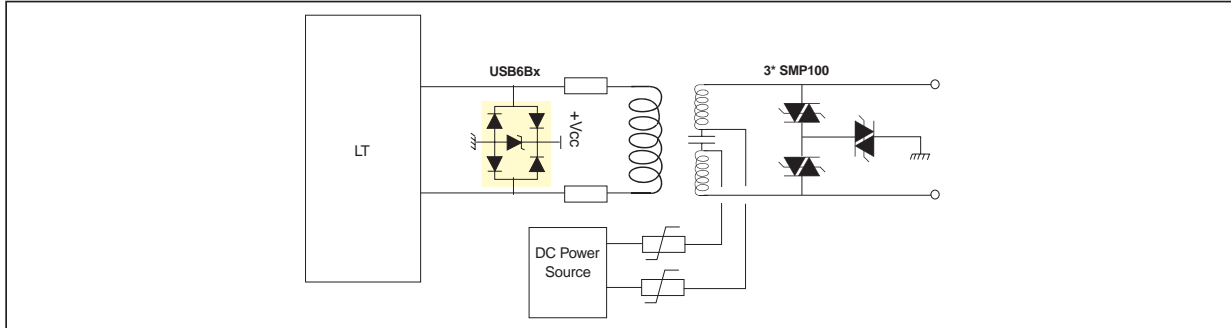 USB6Bx
3* SMP100
+Vcc
LT
DC Power
Source